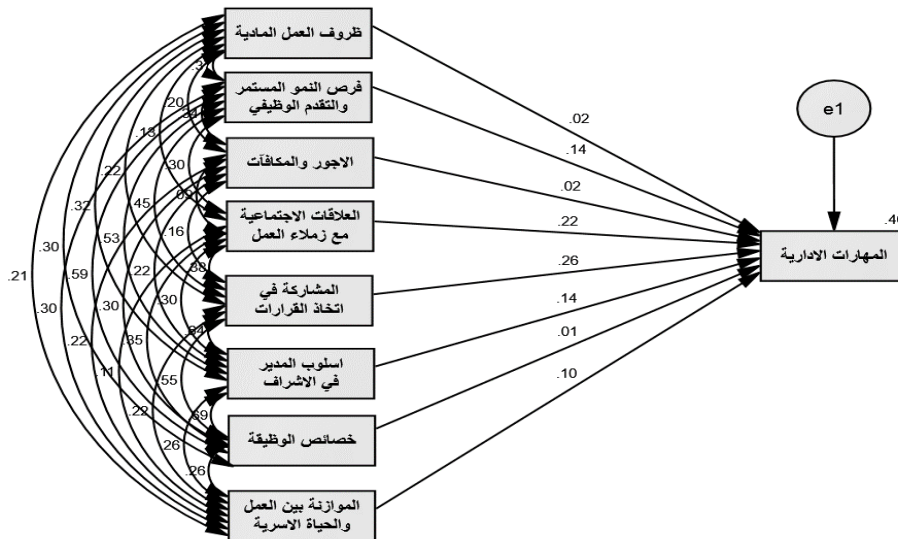 ظروف العمل المادية
فرص النمو المستمر
والتقدم الوظيفي
الاجور والمكافآت
العلاقات الاجتماعية
مع زملاء العمل
المشاركة في
اتخاذ القرارات
اسلوب المدير
في الاشراف
خصائص الوظيفة
الموازنة بين العمل
والحياة الاسرية
e1
المهارات الادارية
.02
.14
.02
.22
.26
.14
.01
.10
.20
.13
.22
.30
.32
.45
.16
.30
.53
.38
.21
.59
.22
.30
.30
.30
.35
.22
.11
.55
.22
.26
.26